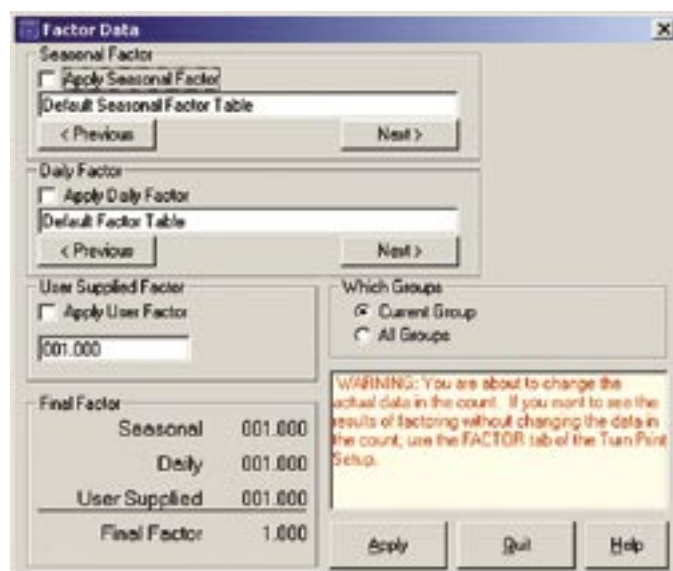 Factor Data
Seasonal Factor
Apply Seasonal Factor
Default Seasonal Factor Table
< Previous
Next >
Daily Factor
Apply Daily Factor
Default Factor Table
< Previous
Next >
User Supplied Factor
Apply User Factor
001.000
Which Groups
Current Group
All Groups
Final Factor
Seasonal 001.000
Daily 001.000
User Supplied 001.000
Final Factor 1.000
WARNING: You are about to change the
actual data in the count. If you want to see the
results of factoring without changing the data in
the count, use the FACTOR tab of the Turn Print
Setup.
Apply
Quit
Help